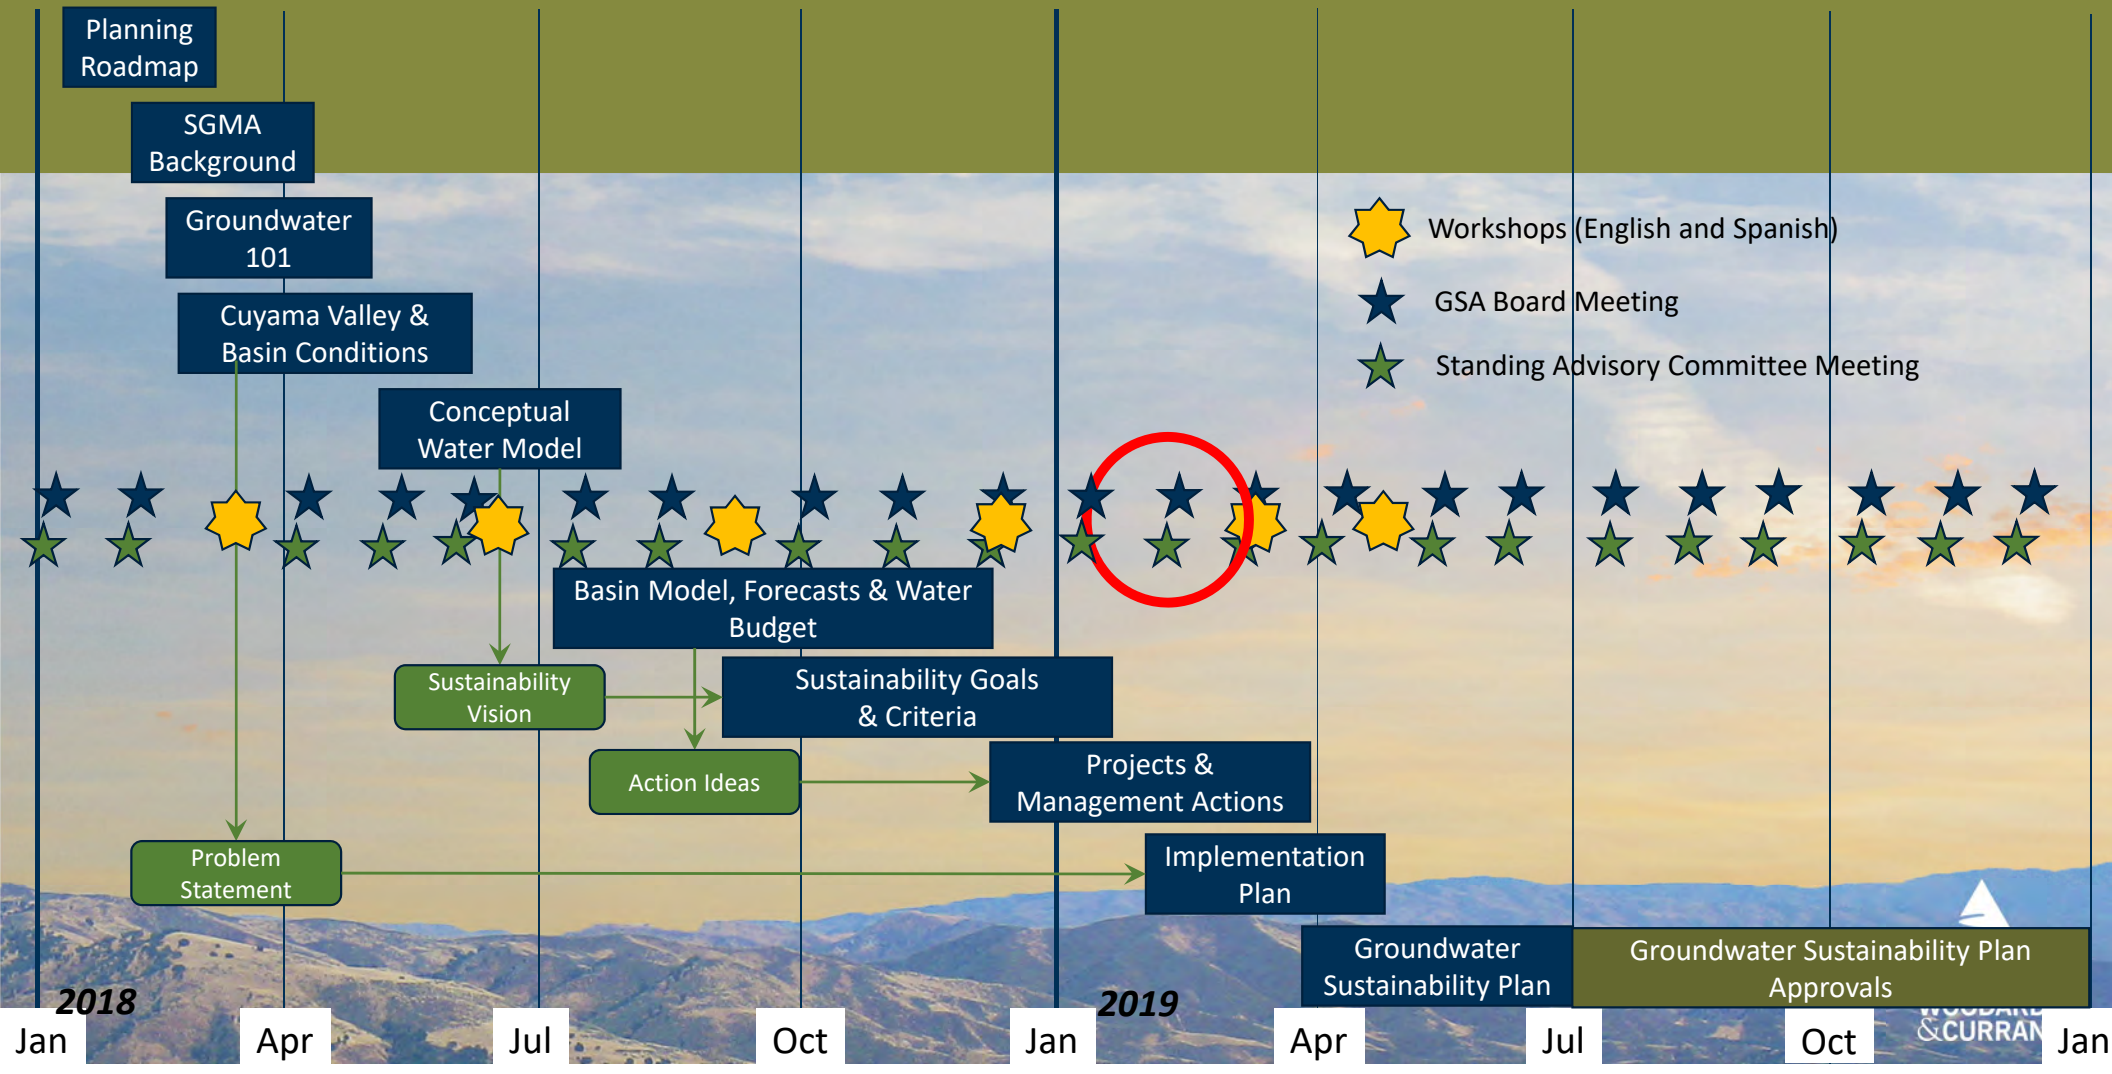 Planning
Roadmap
SGMA
Background
Groundwater
101
Cuyama Valley &
Basin Conditions
Conceptual
Water Model
Workshops (English and Spanish)
GSA Board Meeting
Standing Advisory Committee Meeting
Basin Model, Forecasts & Water
Budget
Sustainability
Vision
Sustainability Goals
& Criteria
Action Ideas
Projects &
Management Actions
Problem
Statement
Implementation
Plan
Groundwater
Sustainability Plan
Groundwater Sustainability Plan
Approvals
2018
2019
WOODARD
&CURRAN
Jan
Apr
Jul
Oct
Jan
Apr
Jul
Oct
Jan